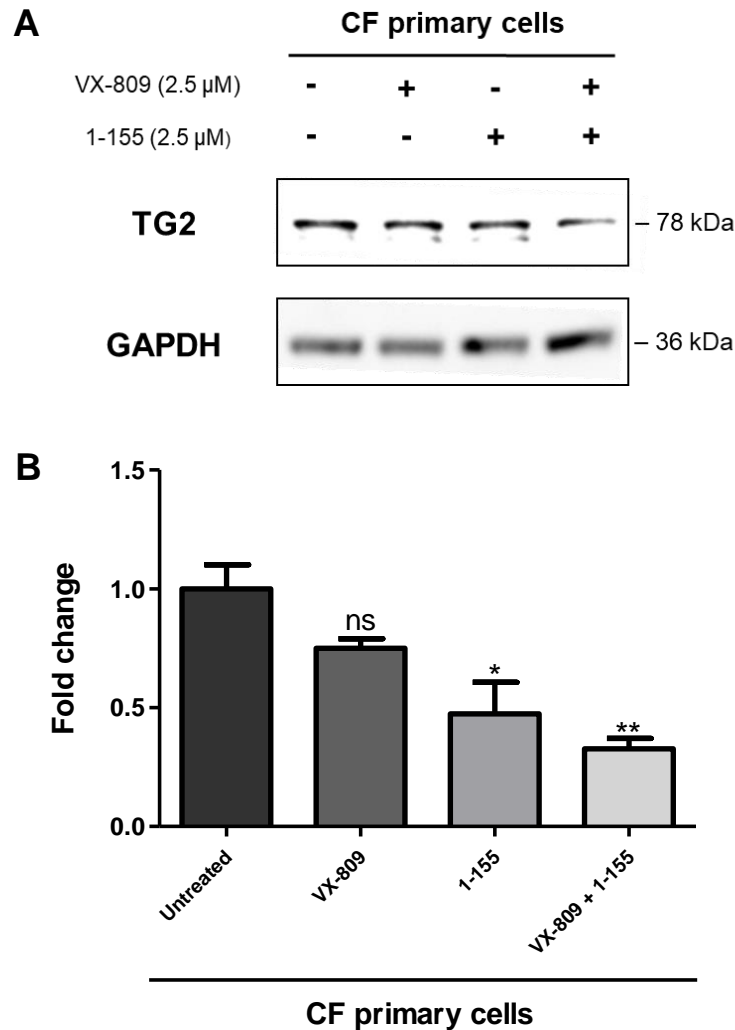 A
CF primary cells
VX-809 (2.5 µM) - + - +
1-155 (2.5 µM) - - + +
TG2 – 78 kDa
GAPDH – 36 kDa
B
Fold change
1.5
1.0
0.5
0.0
ns
*
**
Untreated
VX-809
1-155
VX-809 + 1-155
CF primary cells